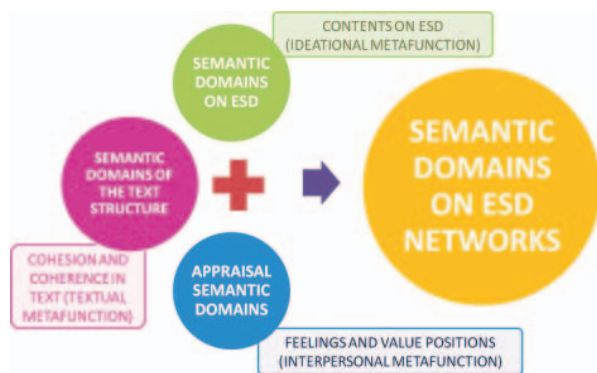 CONTENTS ON ESD
(IDEATIONAL METAFUNCTION)
SEMANTIC
DOMAINS
ON ESD
SEMANTIC
DOMAINS OF
THE TEXT
STRUCTURE
SEMANTIC
DOMAINS
ON ESD
NETWORKS
COHESION AND
COHERENCE IN
TEXT (TEXTUAL
METAFUNCTION)
APPRAISAL
SEMANTIC
DOMAINS
FEELINGS AND VALUE POSITIONS
(INTERPERSONAL METAFUNCTION)